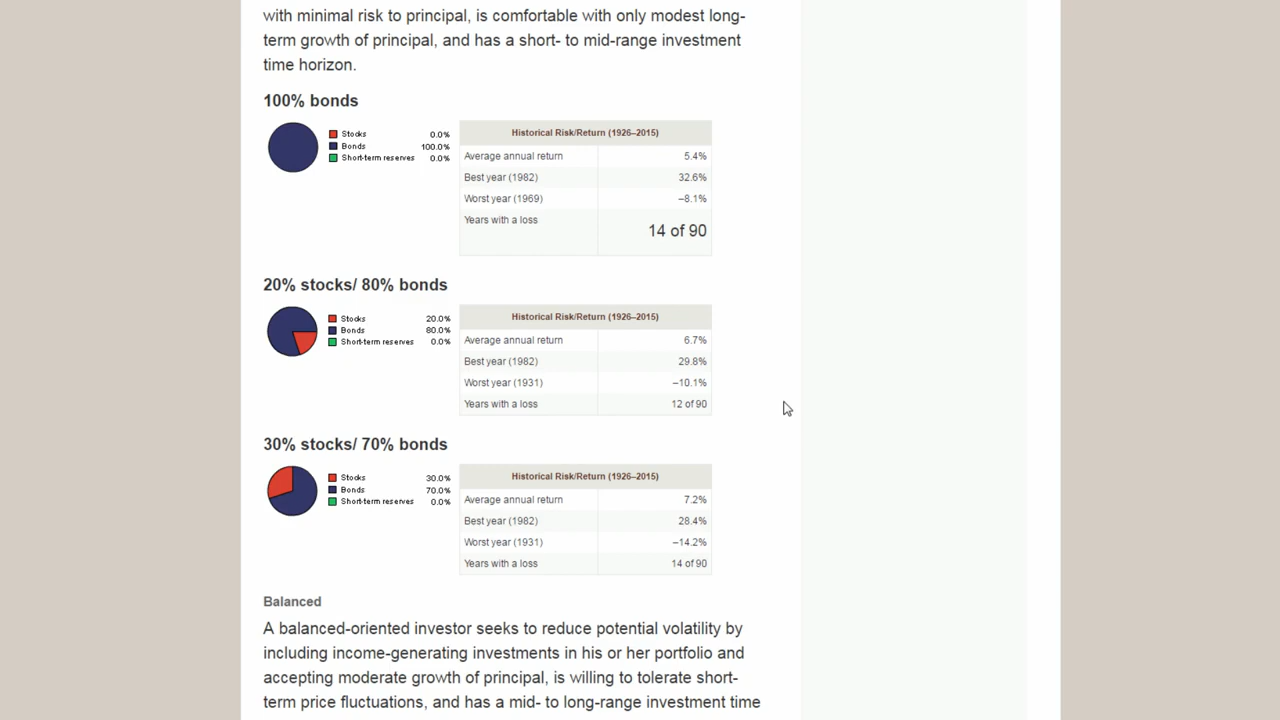 with minimal risk to principal, is comfortable with only modest long-
term growth of principal, and has a short- to mid-range investment
time horizon.
100% bonds
Stocks 0.0%
Bonds 100.0%
Short-term reserves 0.0%
Historical Risk/Return (1926–2015)
Average annual return 5.4%
Best year (1982) 32.6%
Worst year (1969) –8.1%
Years with a loss 14 of 90
20% stocks/ 80% bonds
Stocks 20.0%
Bonds 80.0%
Short-term reserves 0.0%
Historical Risk/Return (1926–2015)
Average annual return 6.7%
Best year (1982) 29.8%
Worst year (1931) –10.1%
Years with a loss 12 of 90
30% stocks/ 70% bonds
Stocks 30.0%
Bonds 70.0%
Short-term reserves 0.0%
Historical Risk/Return (1926–2015)
Average annual return 7.2%
Best year (1982) 28.4%
Worst year (1931) –14.2%
Years with a loss 14 of 90
Balanced
A balanced-oriented investor seeks to reduce potential volatility by
including income-generating investments in his or her portfolio and
accepting moderate growth of principal, is willing to tolerate short-
term price fluctuations, and has a mid- to long-range investment time